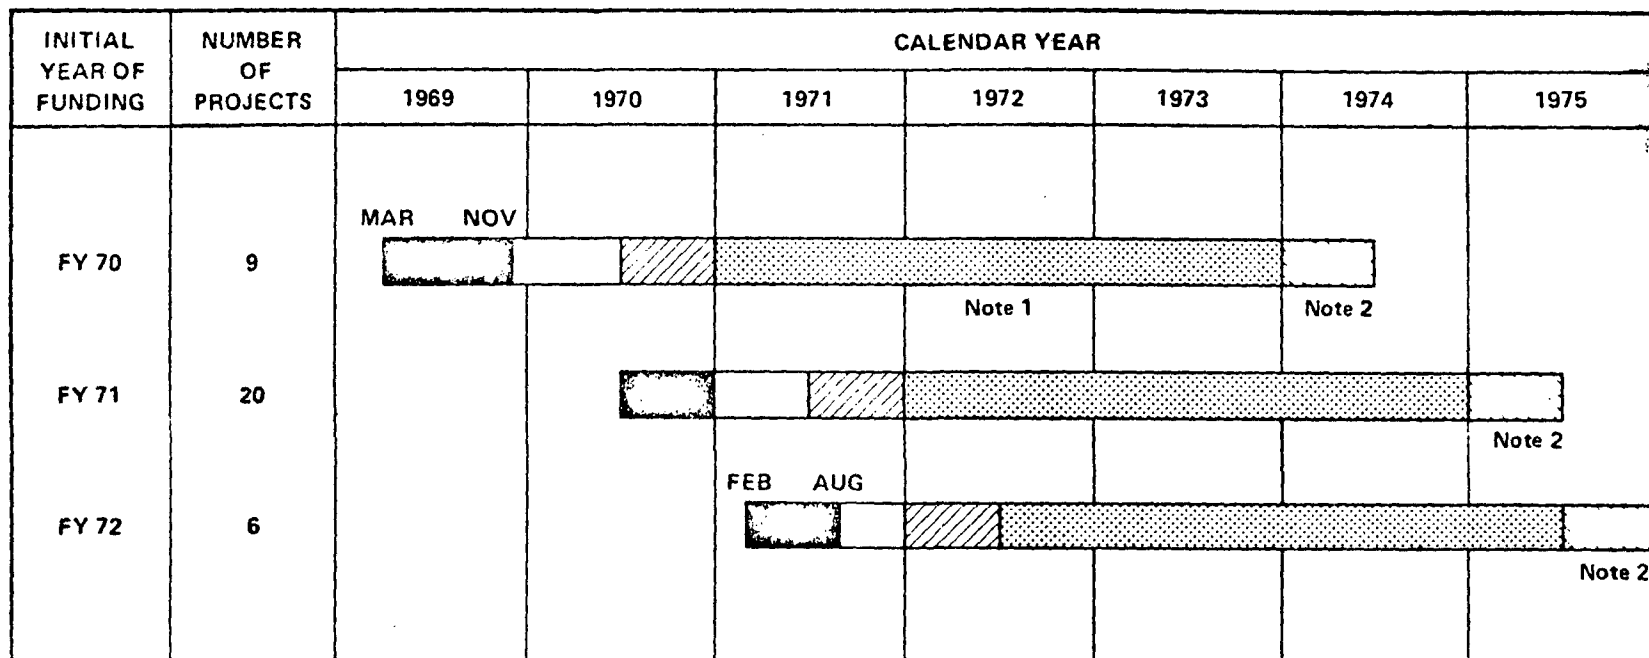 INITIAL
YEAR OF
FUNDING
NUMBER
OF
PROJECTS
CALENDAR YEAR
1969 1970 1971 1972 1973 1974 1975
MAR NOV
FY 70 9
Note 1 Note 2
FY 71 20
Note 2
FEB AUG
FY 72 6
Note 2